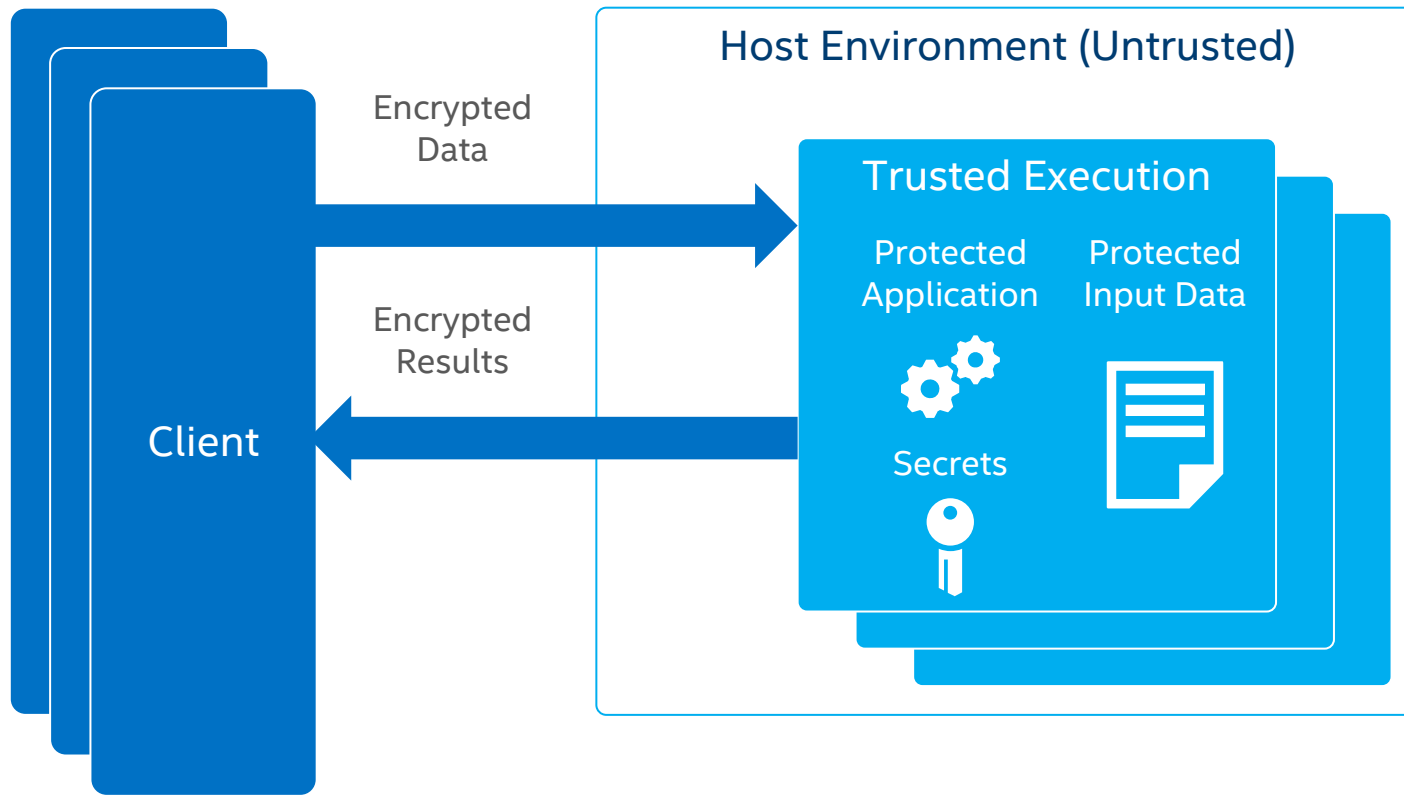 Host Environment (Untrusted)
Encrypted
Data
Trusted Execution
Protected
Application
Protected
Input Data
Encrypted
Results
Client
Secrets